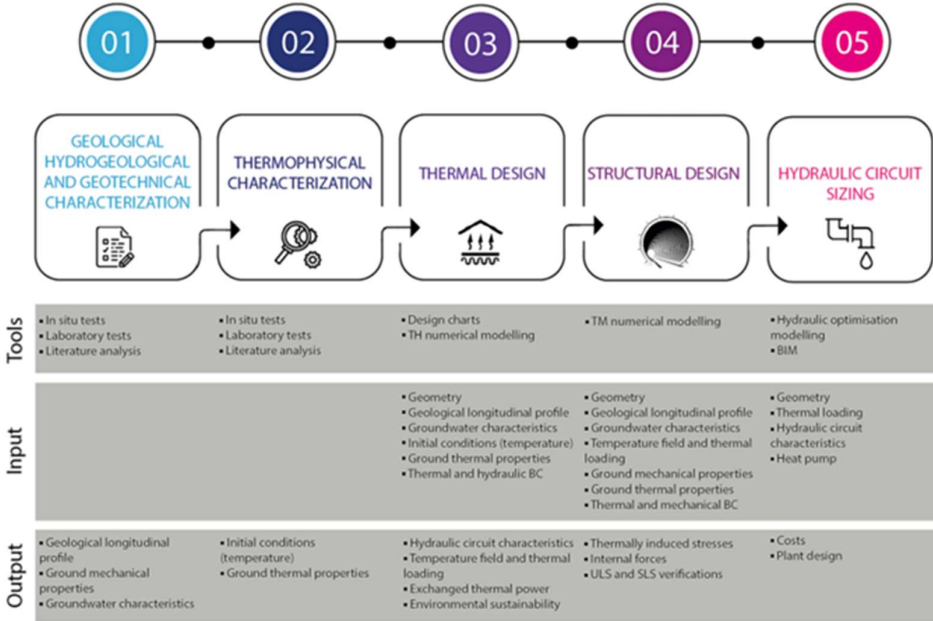 01
02
03
04
05
GEOLOGICAL
HYDROGEOLOGICAL
AND GEOTECHNICAL
CHARACTERIZATION
THERMOPHYSICAL
CHARACTERIZATION
THERMAL DESIGN
STRUCTURAL DESIGN
HYDRAULIC CIRCUIT
SIZING
Tools
▪ In situ tests
▪ Laboratory tests
▪ Literature analysis
▪ In situ tests
▪ Laboratory tests
▪ Literature analysis
▪ Design charts
▪ TH numerical modelling
▪ TM numerical modelling
▪ Hydraulic optimisation
modelling
▪ BIM
Input
▪ Geometry
▪ Geological longitudinal profile
▪ Groundwater characteristics
▪ Initial conditions (temperature)
▪ Ground thermal properties
▪ Thermal and hydraulic BC
▪ Geometry
▪ Geological longitudinal profile
▪ Groundwater characteristics
▪ Temperature field and thermal
loading
▪ Ground mechanical properties
▪ Ground thermal properties
▪ Thermal and mechanical BC
▪ Geometry
▪ Thermal loading
▪ Hydraulic circuit
characteristics
▪ Heat pump
Output
▪ Geological longitudinal
profile
▪ Ground mechanical
properties
▪ Groundwater characteristics
▪ Initial conditions
(temperature)
▪ Ground thermal properties
▪ Hydraulic circuit characteristics
▪ Temperature field and thermal
loading
▪ Exchanged thermal power
▪ Environmental sustainability
▪ Thermally induced stresses
▪ Internal forces
▪ ULS and SLS verifications
▪ Costs
▪ Plant design